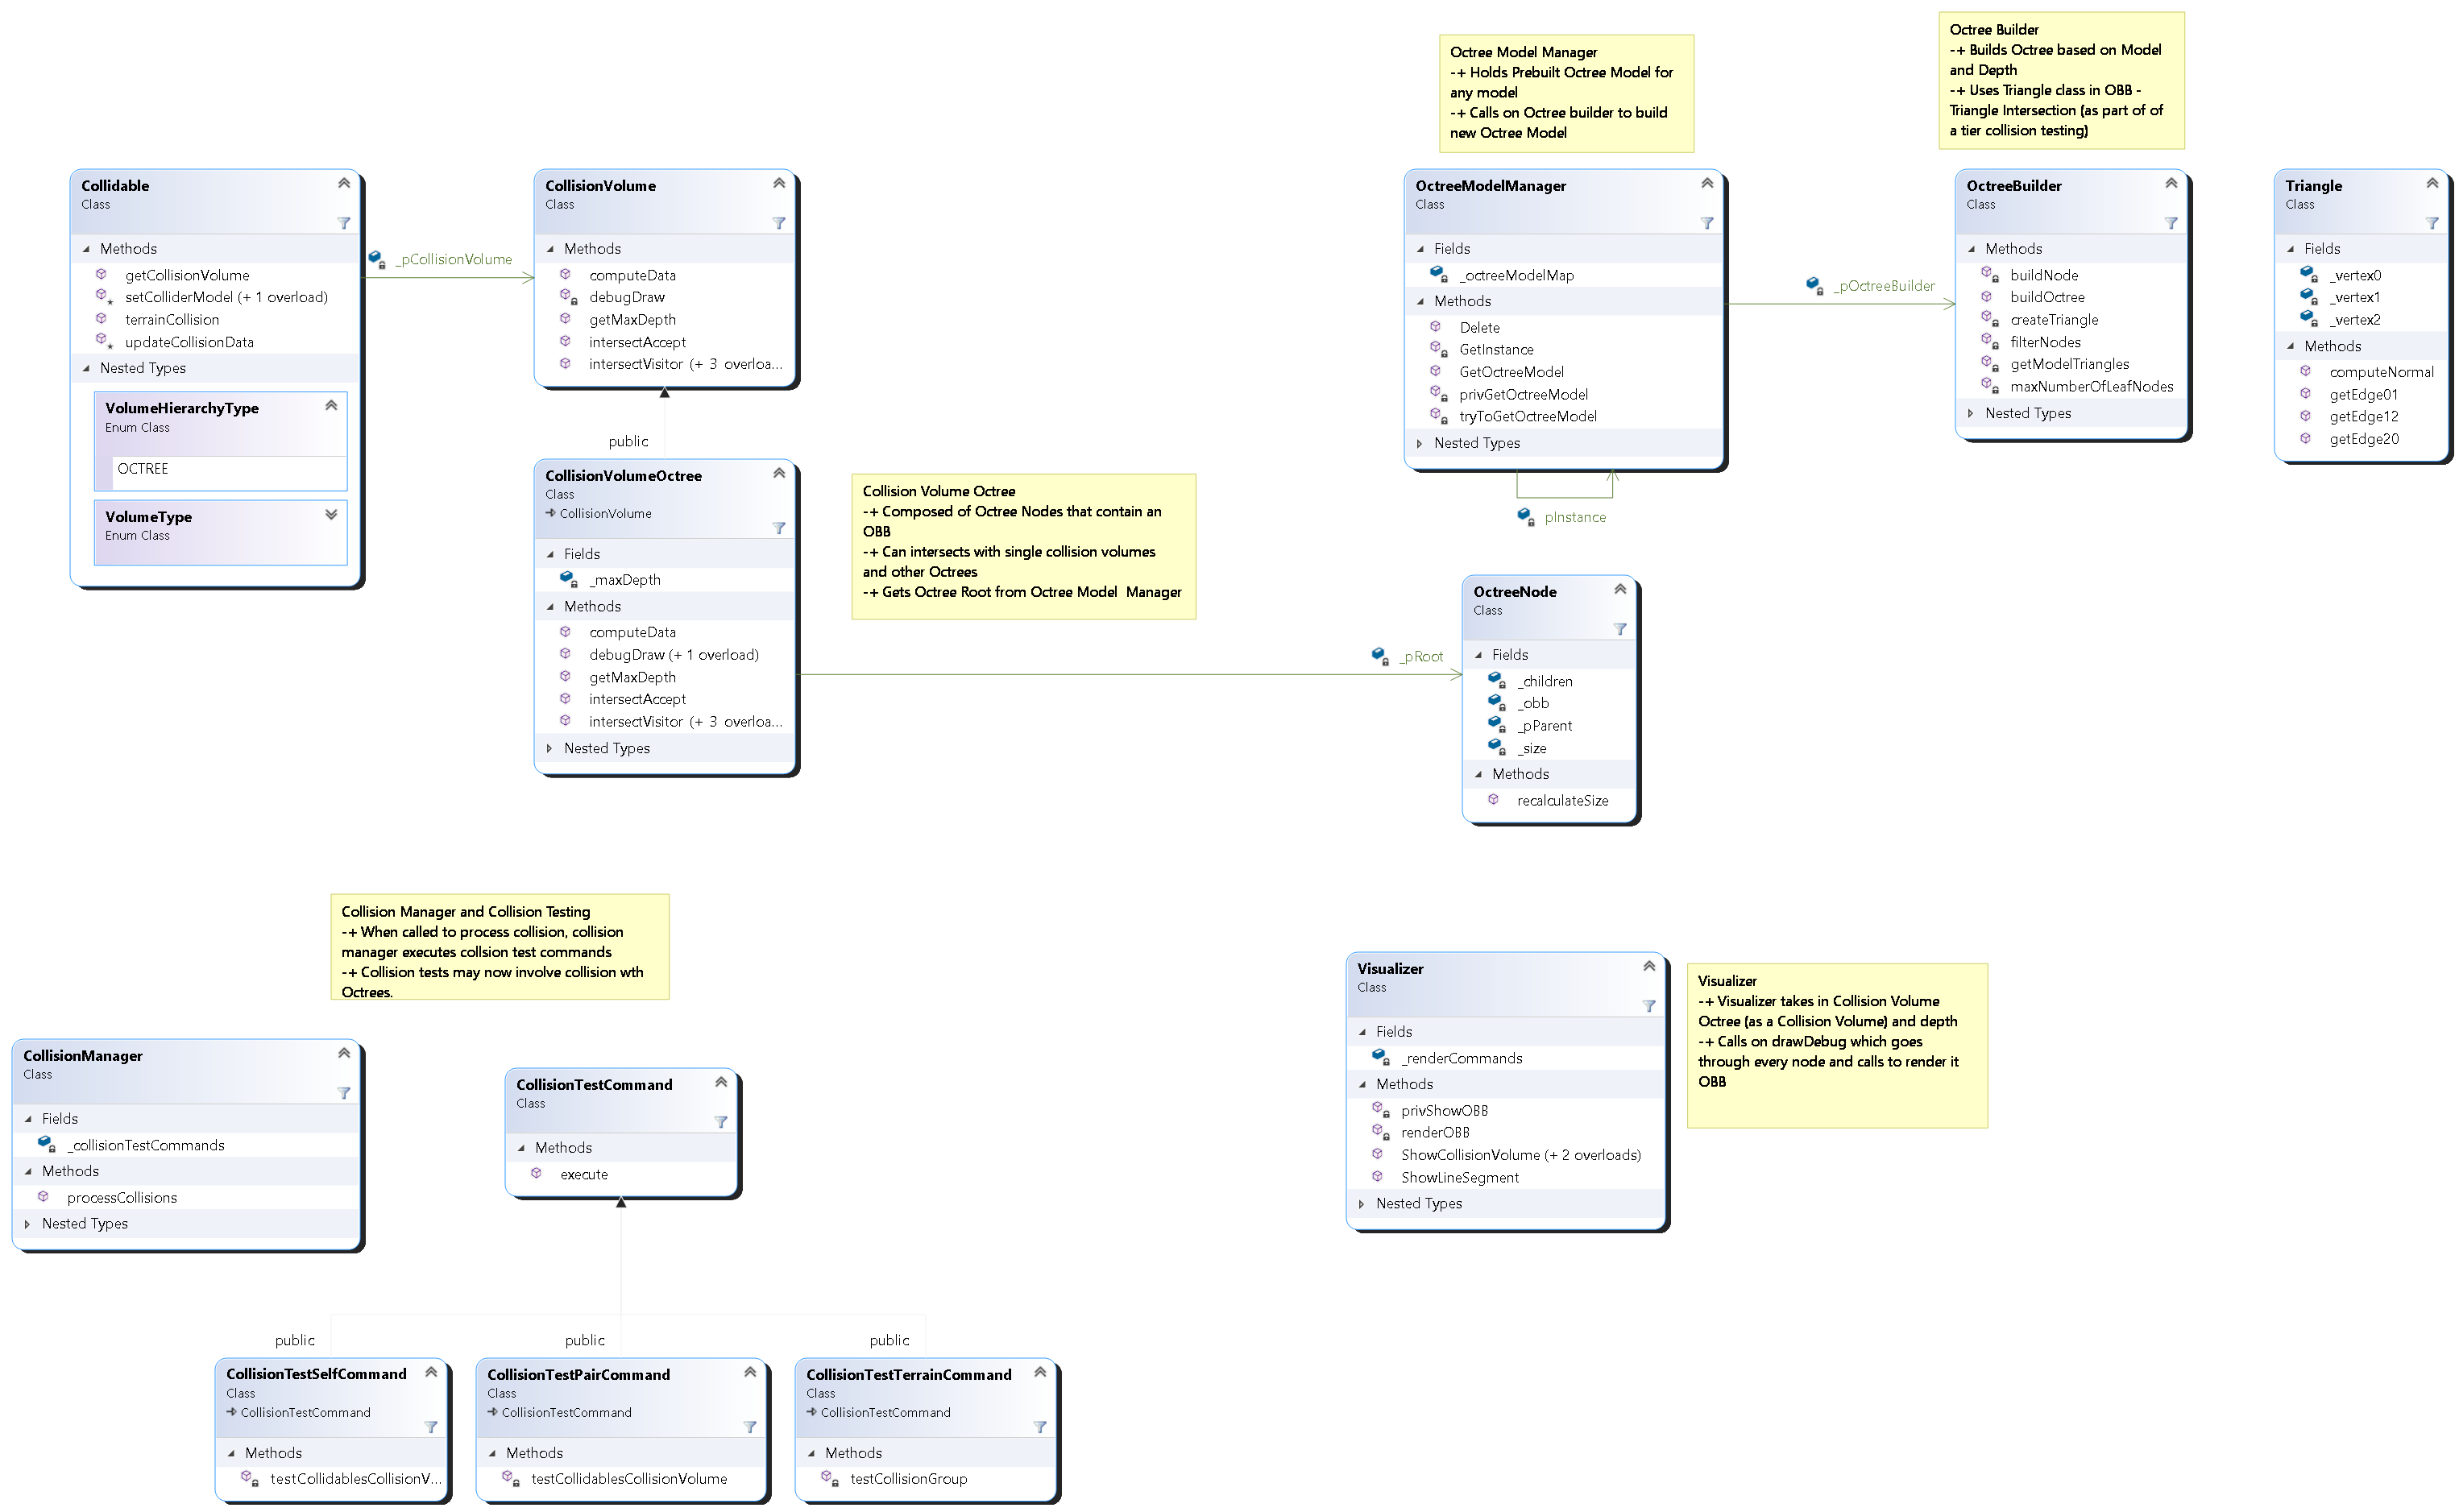 Octree Model Manager
-+ Holds Prebuilt Octree Model for
any model
-+ Calls on Octree builder to build
new Octree Model
Octree Builder
-+ Builds Octree based on Model
and Depth
-+ Uses Triangle class in OBB -
Triangle Intersection (as part of of
a tier collision testing)
Collidable
Class
Methods
getCollisionVolume
setColliderModel (+ 1 overload)
terrainCollision
updateCollisionData
Nested Types
VolumeHierarchyType
Enum Class
OCTREE
VolumeType
Enum Class
_pCollisionVolume
CollisionVolume
Class
Methods
computeData
debugDraw
getMaxDepth
intersectAccept
intersectVisitor (+ 3 overloa...
public
CollisionVolumeOctree
Class
CollisionVolume
Fields
_maxDepth
Methods
computeData
debugDraw (+ 1 overload)
getMaxDepth
intersectAccept
intersectVisitor (+ 3 overloa...
Nested Types
Collision Volume Octree
-+ Composed of Octree Nodes that contain an
OBB
-+ Can intersects with single collision volumes
and other Octrees
-+ Gets Octree Root from Octree Model  Manager
OctreeModelManager
Class
Fields
_octreeModelMap
Methods
Delete
GetInstance
GetOctreeModel
privGetOctreeModel
tryToGetOctreeModel
Nested Types
pInstance
_pOctreeBuilder
OctreeBuilder
Class
Methods
buildNode
buildOctree
createTriangle
filterNodes
getModelTriangles
maxNumberOfLeafNodes
Nested Types
Triangle
Class
Fields
_vertex0
_vertex1
_vertex2
Methods
computeNormal
getEdge01
getEdge12
getEdge20
_pRoot
OctreeNode
Class
Fields
_children
_obb
_pParent
_size
Methods
recalculateSize
Collision Manager and Collision Testing
-+ When called to process collision, collision
manager executes collsion test commands
-+ Collision tests may now involve collision wth
Octrees.
CollisionManager
Class
Fields
_collisionTestCommands
Methods
processCollisions
Nested Types
CollisionTestCommand
Class
Methods
execute
Visualizer
Class
Fields
_renderCommands
Methods
privShowOBB
renderOBB
ShowCollisionVolume (+ 2 overloads)
ShowLineSegment
Nested Types
Visualizer
-+ Visualizer takes in Collision Volume
Octree (as a Collision Volume) and depth
-+ Calls on drawDebug which goes
through every node and calls to render it
OBB
public
public
public
CollisionTestSelfCommand
Class
CollisionTestCommand
Methods
testCollidablesCollisionV...
CollisionTestPairCommand
Class
CollisionTestCommand
Methods
testCollidablesCollisionVolume
CollisionTestTerrainCommand
Class
CollisionTestCommand
Methods
testCollisionGroup